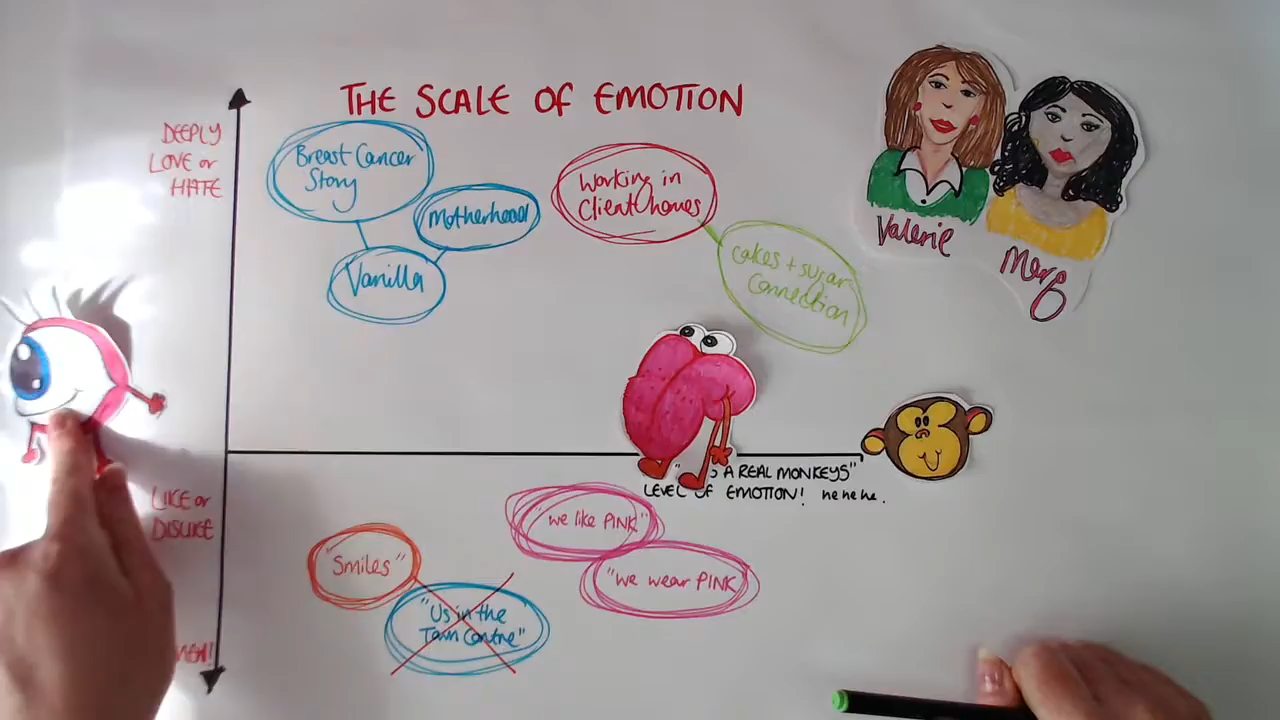 THE SCALE OF EMOTION
DEEPLY
LOVE or
HATE
Breast Cancer
Story
Motherhood
Vanilla
Working in
Client homes
cakes + sugar
Connection
Valerie
Marg
A REAL MONKEYS"
LEVEL OF EMOTION! he he he.
LIKE or
DISLIKE
"we like PINK"
"we wear PINK
"Smiles"
"Us in the
Town Centre"